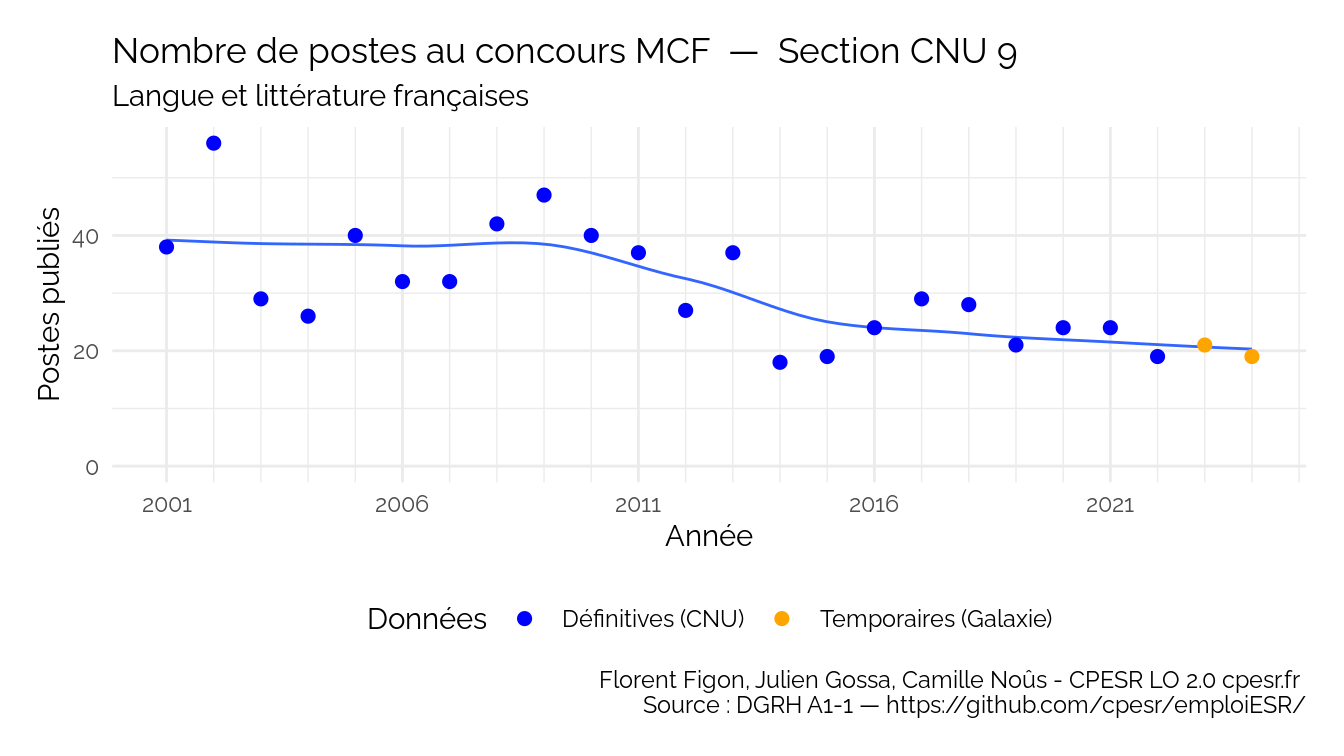 Nombre de postes au concours MCF — Section CNU 9
Langue et littérature françaises
Postes publiés
40
20
0
2001 2006 2011 2016 2021
Année
Données Définitives (CNU) Temporaires (Galaxie)
Florent Figon, Julien Gossa, Camille Noûs - CPESR LO 2.0 cpesr.fr
Source : DGRH A1-1 — https://github.com/cpesr/emploiESR/